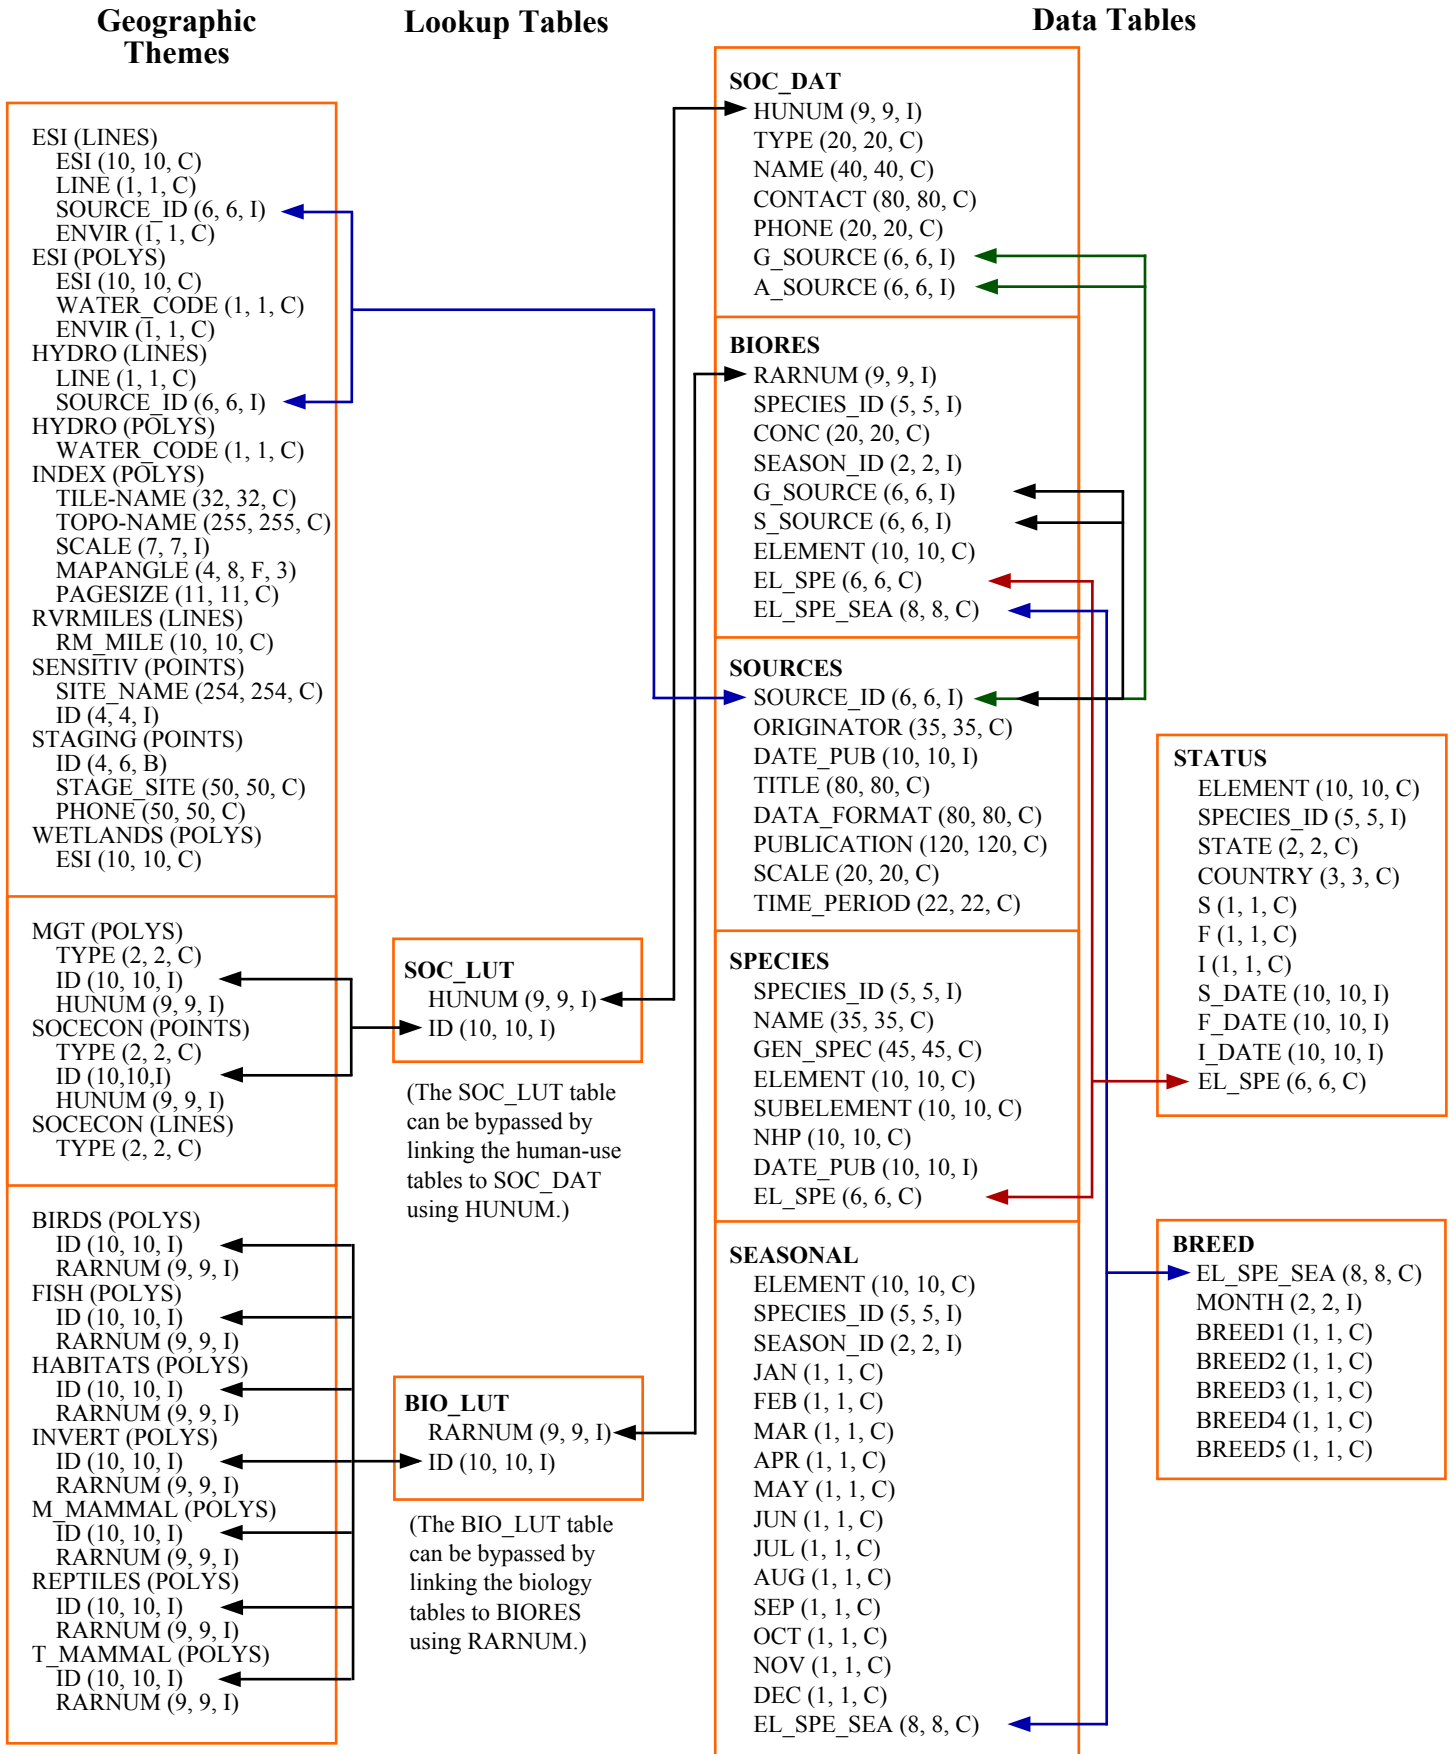 Geographic
Themes
Lookup Tables
Data Tables
ESI (LINES)
ESI (10, 10, C)
LINE (1, 1, C)
SOURCE_ID (6, 6, I)
ENVIR (1, 1, C)
ESI (POLYS)
ESI (10, 10, C)
WATER_CODE (1, 1, C)
ENVIR (1, 1, C)
HYDRO (LINES)
LINE (1, 1, C)
SOURCE_ID (6, 6, I)
HYDRO (POLYS)
WATER_CODE (1, 1, C)
INDEX (POLYS)
TILE-NAME (32, 32, C)
TOPO-NAME (255, 255, C)
SCALE (7, 7, I)
MAPANGLE (4, 8, F, 3)
PAGESIZE (11, 11, C)
RVRMILES (LINES)
RM_MILE (10, 10, C)
SENSITIV (POINTS)
SITE_NAME (254, 254, C)
ID (4, 4, I)
STAGING (POINTS)
ID (4, 6, B)
STAGE_SITE (50, 50, C)
PHONE (50, 50, C)
WETLANDS (POLYS)
ESI (10, 10, C)
MGT (POLYS)
TYPE (2, 2, C)
ID (10, 10, I)
HUNUM (9, 9, I)
SOCECON (POINTS)
TYPE (2, 2, C)
ID (10,10,I)
HUNUM (9, 9, I)
SOCECON (LINES)
TYPE (2, 2, C)
BIRDS (POLYS)
ID (10, 10, I)
RARNUM (9, 9, I)
FISH (POLYS)
ID (10, 10, I)
RARNUM (9, 9, I)
HABITATS (POLYS)
ID (10, 10, I)
RARNUM (9, 9, I)
INVERT (POLYS)
ID (10, 10, I)
RARNUM (9, 9, I)
M_MAMMAL (POLYS)
ID (10, 10, I)
RARNUM (9, 9, I)
REPTILES (POLYS)
ID (10, 10, I)
RARNUM (9, 9, I)
T_MAMMAL (POLYS)
ID (10, 10, I)
RARNUM (9, 9, I)
SOC_LUT
HUNUM (9, 9, I)
ID (10, 10, I)
(The SOC_LUT table
can be bypassed by
linking the human-use
tables to SOC_DAT
using HUNUM.)
BIO_LUT
RARNUM (9, 9, I)
ID (10, 10, I)
(The BIO_LUT table
can be bypassed by
linking the biology
tables to BIORES
using RARNUM.)
SOC_DAT
HUNUM (9, 9, I)
TYPE (20, 20, C)
NAME (40, 40, C)
CONTACT (80, 80, C)
PHONE (20, 20, C)
G_SOURCE (6, 6, I)
A_SOURCE (6, 6, I)
BIORES
RARNUM (9, 9, I)
SPECIES_ID (5, 5, I)
CONC (20, 20, C)
SEASON_ID (2, 2, I)
G_SOURCE (6, 6, I)
S_SOURCE (6, 6, I)
ELEMENT (10, 10, C)
EL_SPE (6, 6, C)
EL_SPE_SEA (8, 8, C)
SOURCES
SOURCE_ID (6, 6, I)
ORIGINATOR (35, 35, C)
DATE_PUB (10, 10, I)
TITLE (80, 80, C)
DATA_FORMAT (80, 80, C)
PUBLICATION (120, 120, C)
SCALE (20, 20, C)
TIME_PERIOD (22, 22, C)
SPECIES
SPECIES_ID (5, 5, I)
NAME (35, 35, C)
GEN_SPEC (45, 45, C)
ELEMENT (10, 10, C)
SUBELEMENT (10, 10, C)
NHP (10, 10, C)
DATE_PUB (10, 10, I)
EL_SPE (6, 6, C)
SEASONAL
ELEMENT (10, 10, C)
SPECIES_ID (5, 5, I)
SEASON_ID (2, 2, I)
JAN (1, 1, C)
FEB (1, 1, C)
MAR (1, 1, C)
APR (1, 1, C)
MAY (1, 1, C)
JUN (1, 1, C)
JUL (1, 1, C)
AUG (1, 1, C)
SEP (1, 1, C)
OCT (1, 1, C)
NOV (1, 1, C)
DEC (1, 1, C)
EL_SPE_SEA (8, 8, C)
STATUS
ELEMENT (10, 10, C)
SPECIES_ID (5, 5, I)
STATE (2, 2, C)
COUNTRY (3, 3, C)
S (1, 1, C)
F (1, 1, C)
I (1, 1, C)
S_DATE (10, 10, I)
F_DATE (10, 10, I)
I_DATE (10, 10, I)
EL_SPE (6, 6, C)
BREED
EL_SPE_SEA (8, 8, C)
MONTH (2, 2, I)
BREED1 (1, 1, C)
BREED2 (1, 1, C)
BREED3 (1, 1, C)
BREED4 (1, 1, C)
BREED5 (1, 1, C)